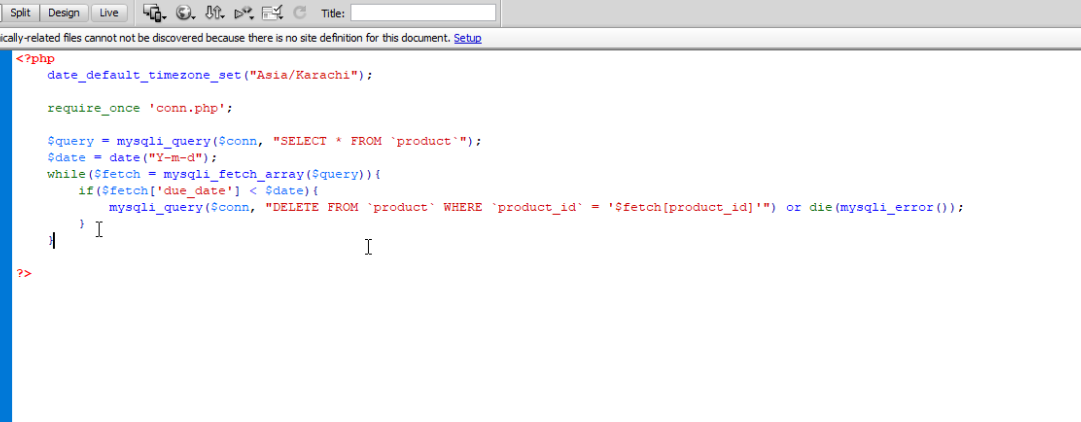 Split Design Live Title:
ically-related files cannot not be discovered because there is no site definition for this document. Setup
<?php
date_default_timezone_set("Asia/Karachi");
require_once 'conn.php';
$query = mysqli_query($conn, "SELECT * FROM `product`");
$date = date("Y-m-d");
while($fetch = mysqli_fetch_array($query)){
if($fetch['due_date'] < $date){
mysqli_query($conn, "DELETE FROM `product` WHERE `product_id` = '$fetch[product_id]'") or die(mysqli_error());
}
}
?>